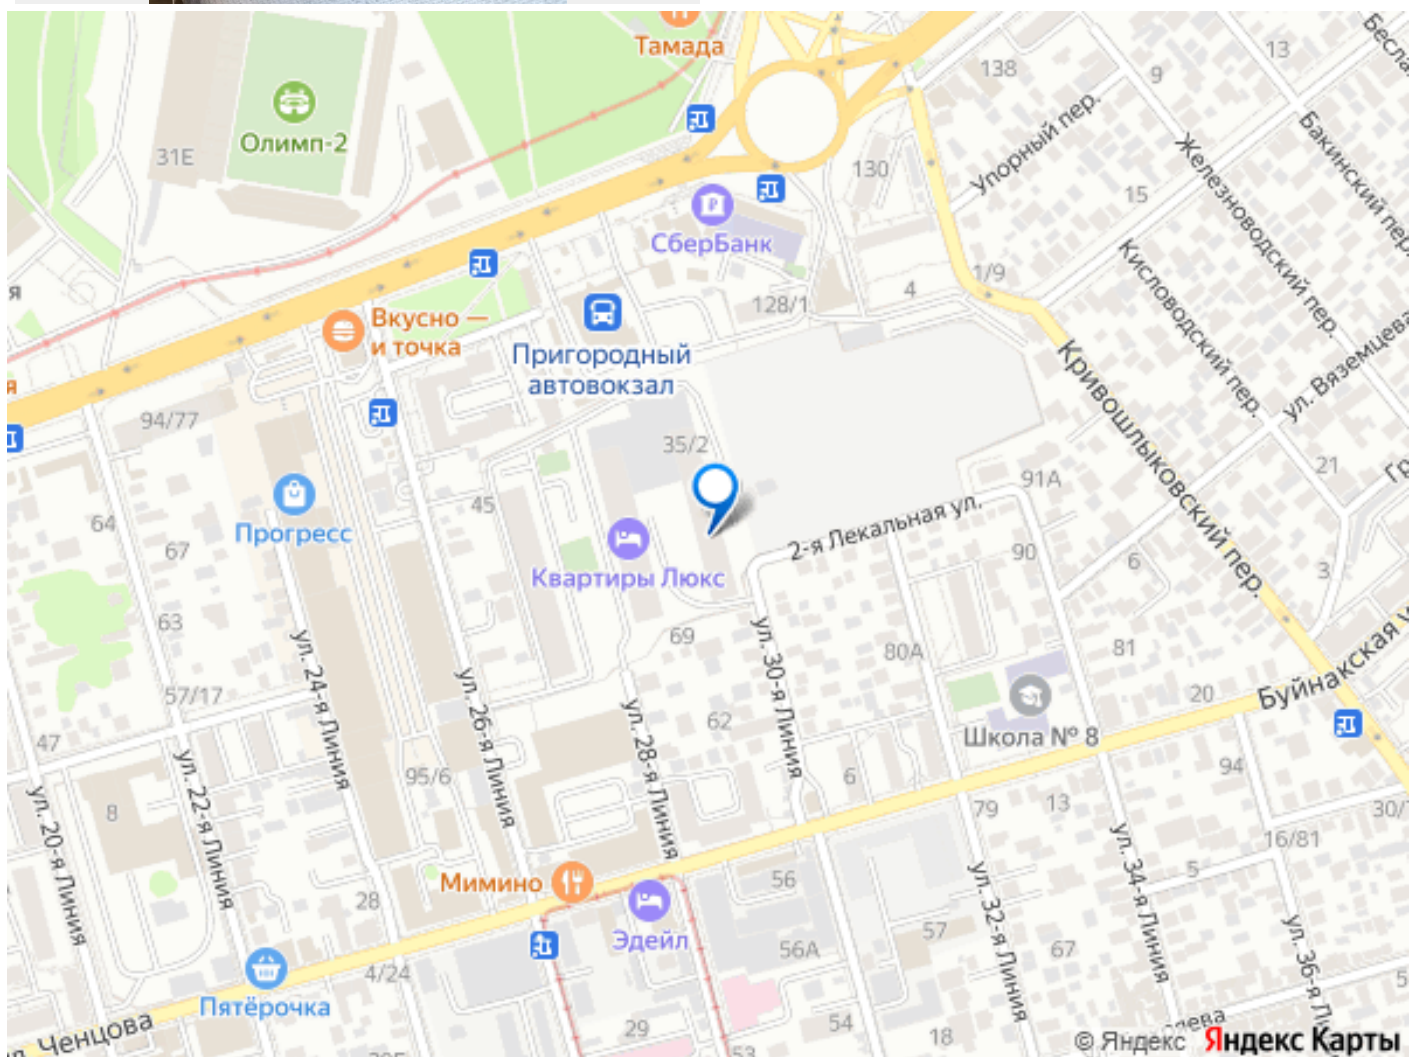 Тамада
138
13
9
Бакинский пер.
Упорный пер.
Железноводский пер.
Олимп-2
31Е
130
15
СберБанк
Кисловодский пер.
1/9
4
128/1
я
Вкусно —
и точка
Пригородный
автовокзал
ул. Вяземцева
Кривошлыковский пер.
я
94/77
35/2
21
91А
45
Прогресс
64
67
2-я Лекальная ул.
90
6
3
Квартиры Люкс
63
69
80А
81
ул. 24-я Линия
ул. 26-я Линия
ул. 28-я Линия
ул. 30-я Линия
57/17
62
20
Буйнакская
Школа № 8
47
95/6
6
94
8
ул. 20-я Линия
ул. 22-я Линия
79
13
30/
16/81
5
Мимино
56
28
ул. 32-я Линия
ул. 34-я Линия
ул. 36-я Л
Эдейл
57
56А
67
4/24
Пятёрочка
Ченцова
29
54
18
53
© Яндекс Яндекс Карты